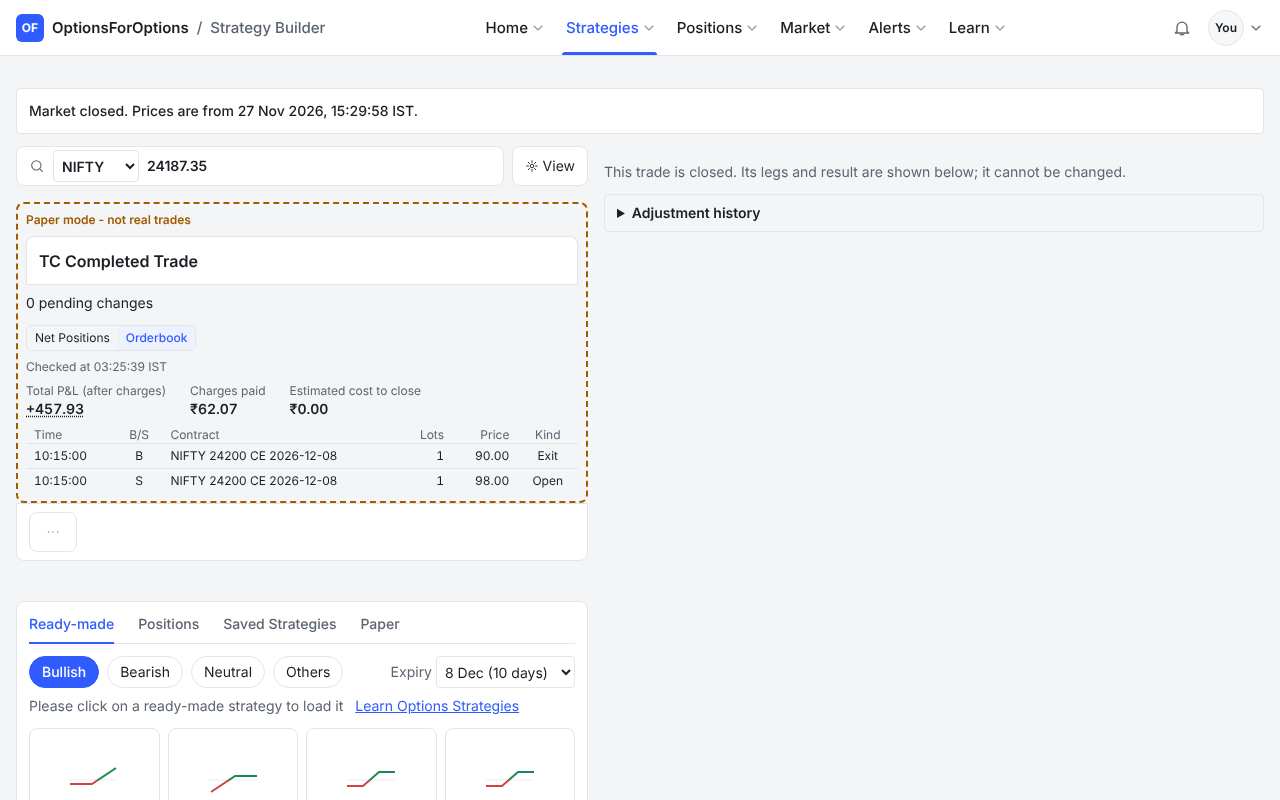 OF OptionsForOptions / Strategy Builder Home Strategies Positions Market Alerts Learn You
Market closed. Prices are from 27 Nov 2026, 15:29:58 IST.
NIFTY 24187.35 View
This trade is closed. Its legs and result are shown below; it cannot be changed.
Adjustment history
Paper mode - not real trades
TC Completed Trade
0 pending changes
Net Positions Orderbook
Checked at 03:25:39 IST
Total P&L (after charges) Charges paid Estimated cost to close
+457.93 ₹62.07 ₹0.00
Time B/S Contract Lots Price Kind
10:15:00 B NIFTY 24200 CE 2026-12-08 1 90.00 Exit
10:15:00 S NIFTY 24200 CE 2026-12-08 1 98.00 Open
...
Ready-made Positions Saved Strategies Paper
Bullish Bearish Neutral Others Expiry 8 Dec (10 days)
Please click on a ready-made strategy to load it Learn Options Strategies